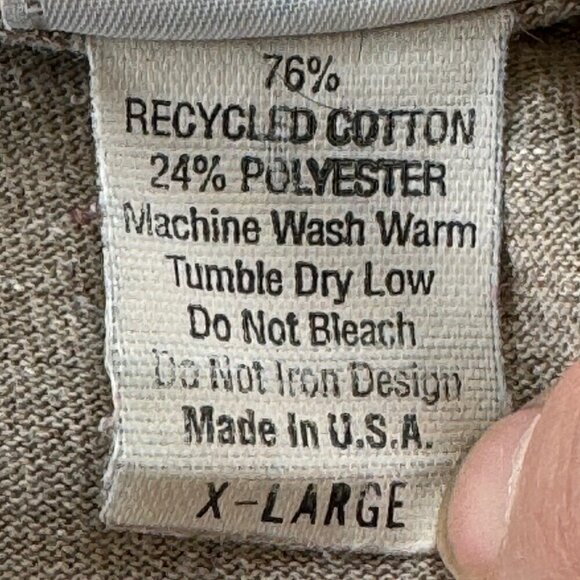 76%
RECYCLED COTTON
24% POLYESTER
Machine Wash Warm
Tumble Dry Low
Do Not Bleach
Do Not Iron Design
Made In U.S.A.
X-LARGE